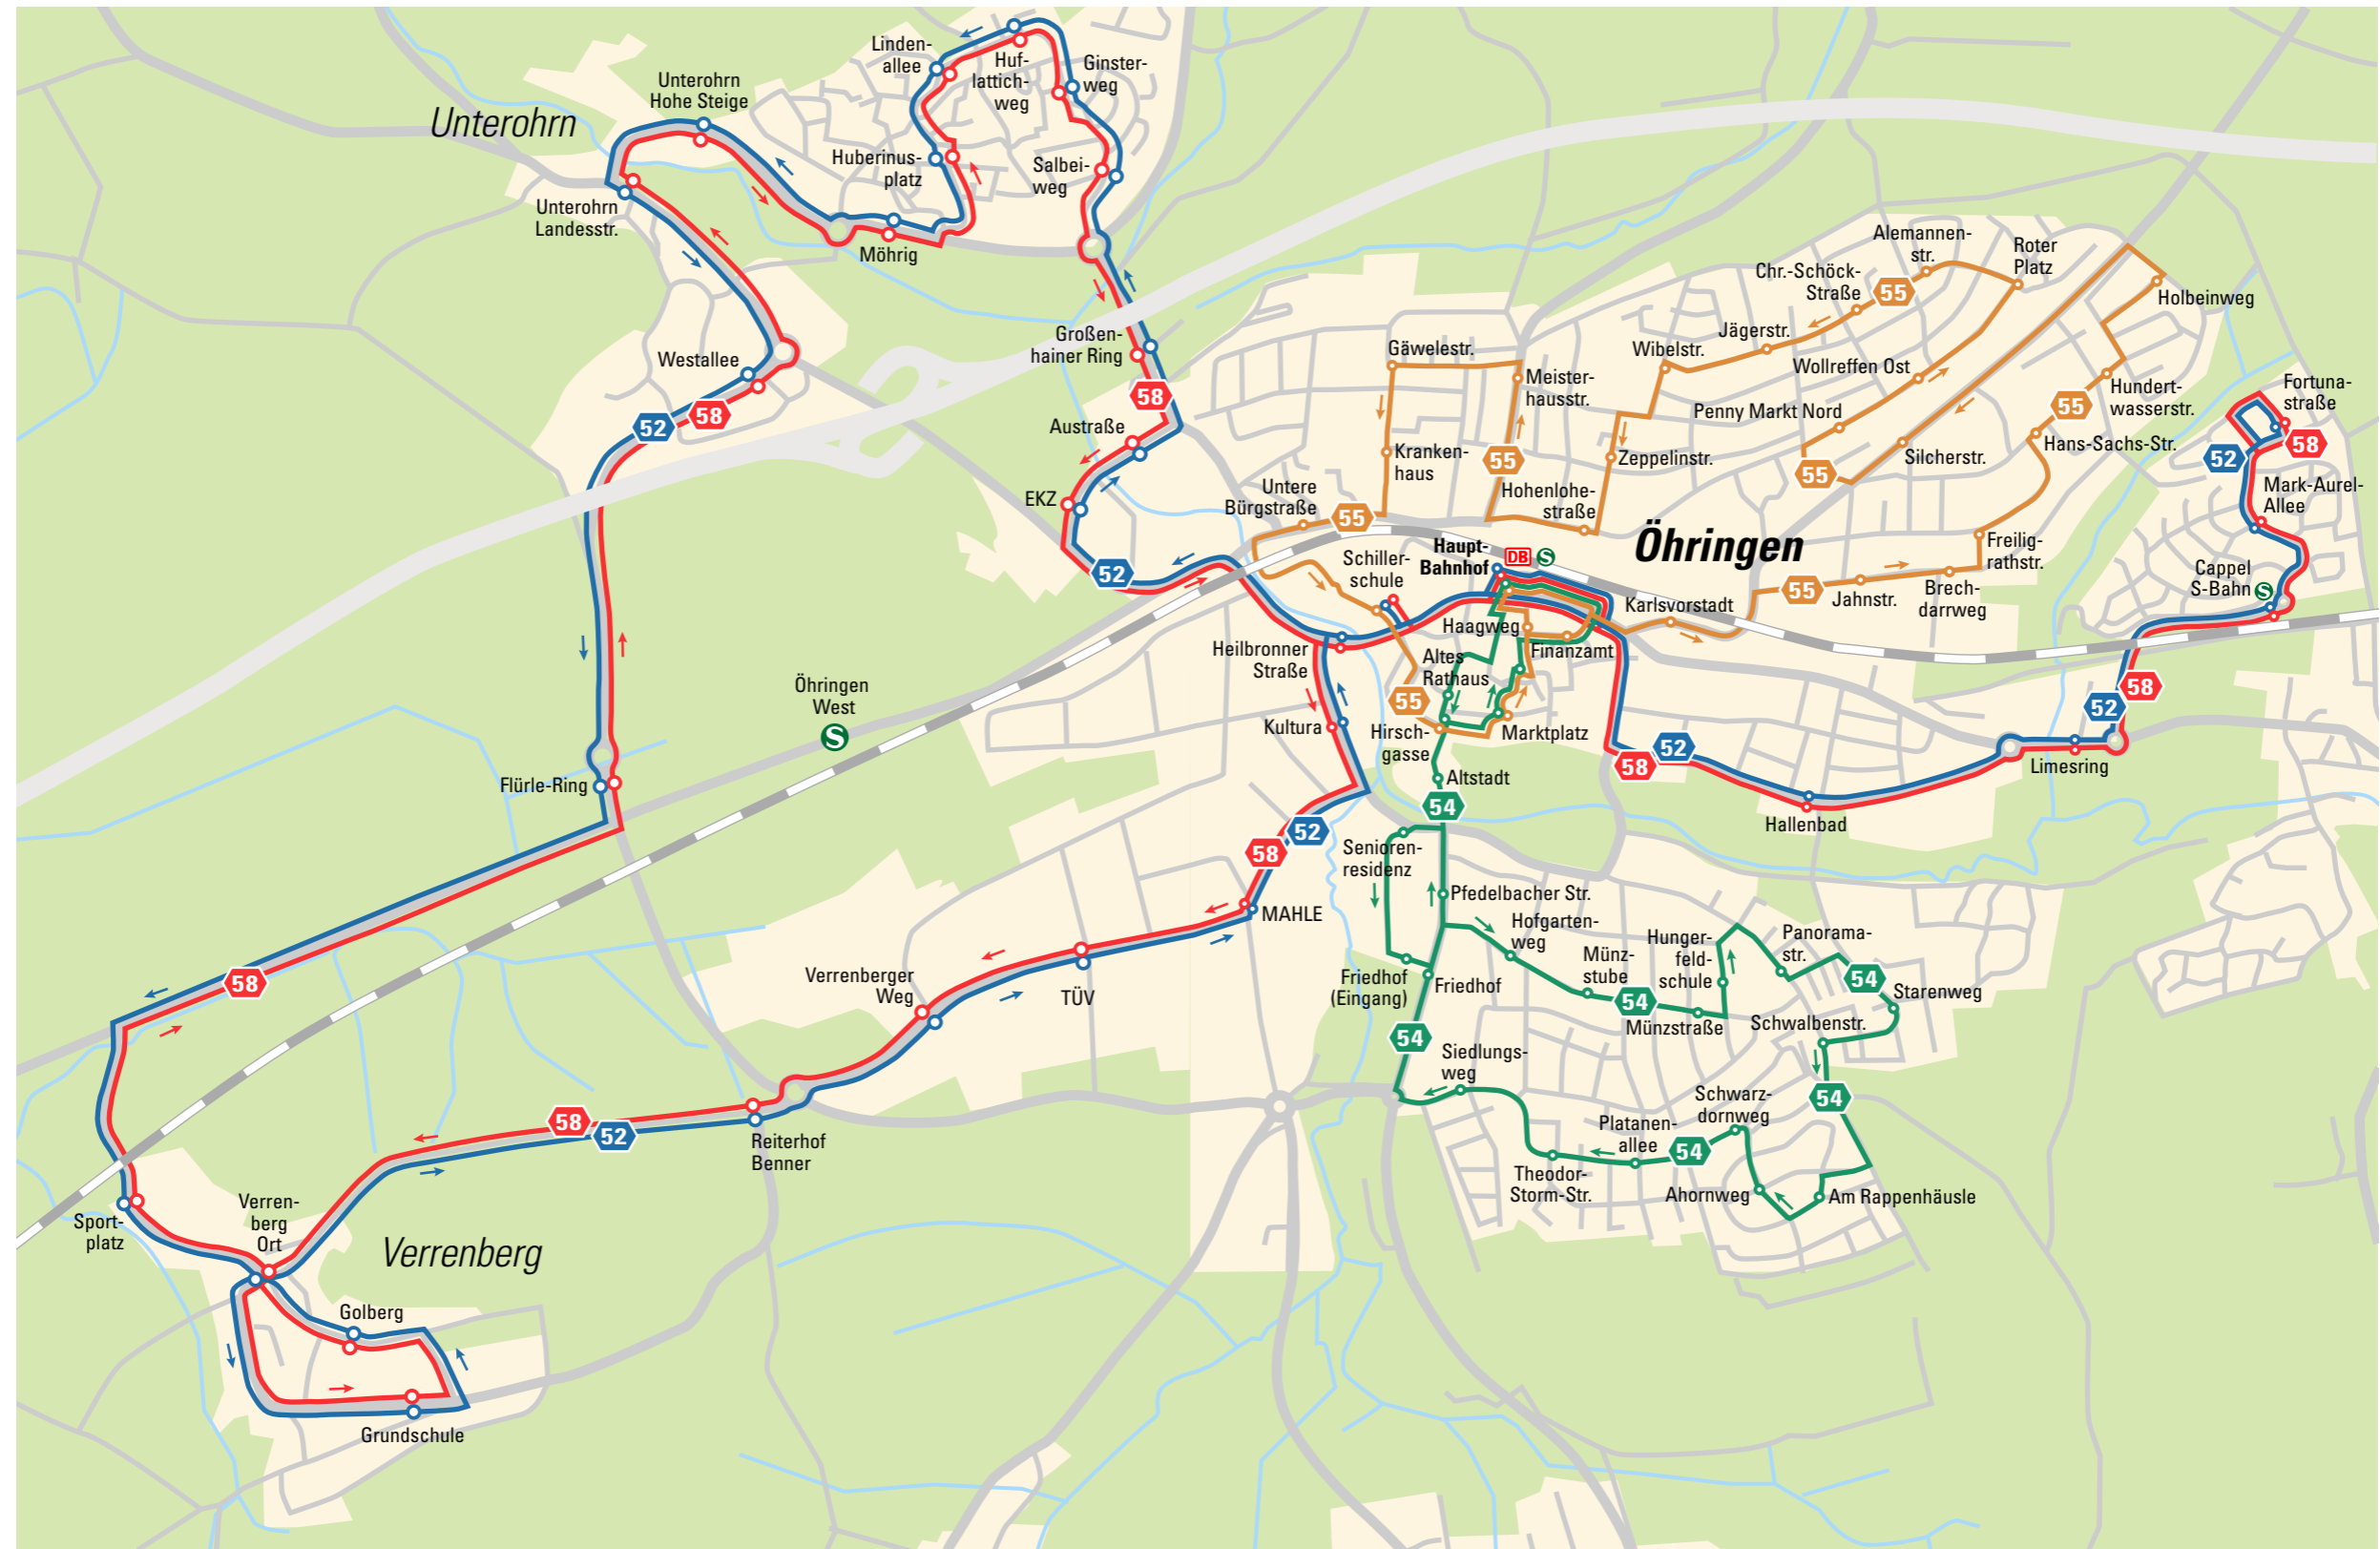 Linden-
allee
Huf-
lattich-
weg
Ginster-
weg
Unterohrn
Hohe Steige
Unterohrn
Huberinus-
platz
Salbei-
weg
Unterohrn
Landesstr.
Möhrig
Großen-
hainer Ring
Westallee
58
52
58
Austraße
EKZ
52
Alemannen-
str.
Roter
Platz
Chr.-Schöck-
Straße
55
Holbeinweg
Jägerstr.
Wibelstr.
Gäwelestr.
Meister-
hausstr.
Wollreffen Ost
Penny Markt Nord
55
Hundert-
wasserstr.
Fortuna-
straße
58
52
Hans-Sachs-Str.
Kranken-
haus
55
Zeppelinstr.
Silcherstr.
55
Untere
Bürgstraße
55
Hohenlohe-
straße
Mark-Aurel-
Allee
Öhringen
Haupt-
Bahnhof
DB
S
Schiller-
schule
Freilig-
rathstr.
Cappel
S-Bahn
S
55
Jahnstr.
Brech-
darrweg
Karlsvorstadt
Haagweg
Finanzamt
Heilbronner
Straße
Altes
Rathaus
55
Öhringen
West
S
Kultura
Hirsch-
gasse
Marktplatz
58
52
52
58
Limesring
Altstadt
54
Hallenbad
Flürle-Ring
52
58
Senioren-
residenz
Pfedelbacher Str.
MAHLE
Hofgarten-
weg
Hunger-
feld-
schule
Panorama-
str.
54
Münz-
stube
54
Starenweg
58
Verrenberger
Weg
TÜV
Friedhof
(Eingang)
Friedhof
Münzstraße
Schwalbenstr.
54
Siedlungs-
weg
54
Schwarz-
dornweg
Platanen-
allee
54
58
52
Reiterhof
Benner
Theodor-
Storm-Str.
Ahornweg
Am Rappenhäusle
Sport-
platz
Verren-
berg
Ort
Verrenberg
Golberg
Grundschule